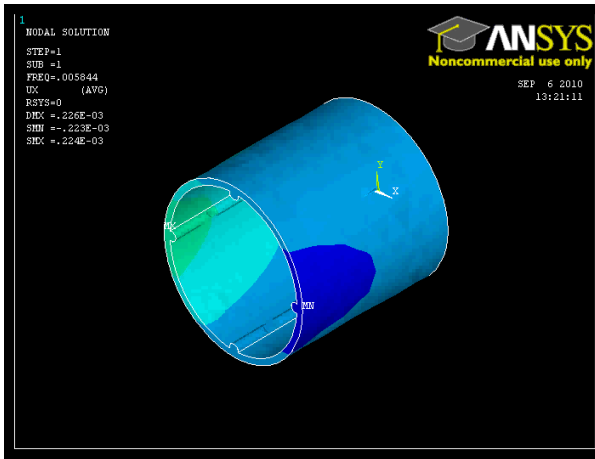 1
NODAL SOLUTION
STEP=1
SUB =1
FREQ=.005844
UX (AVG)
RSYS=0
DMX =.226E-03
SMN =-.223E-03
SMX =.224E-03
ANSYS
Noncommercial use only
SEP 6 2010
13:21:11
Y
X
MX
MN